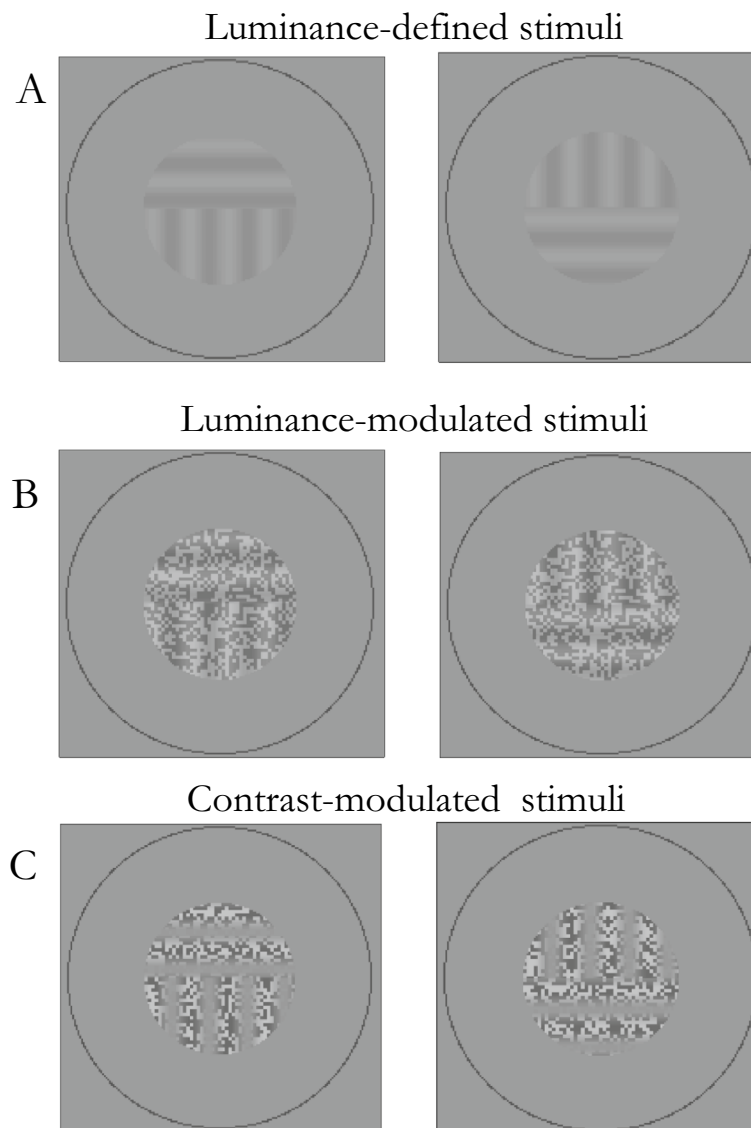 Luminance-defined stimuli
A
Luminance-modulated stimuli
B
Contrast-modulated stimuli
C